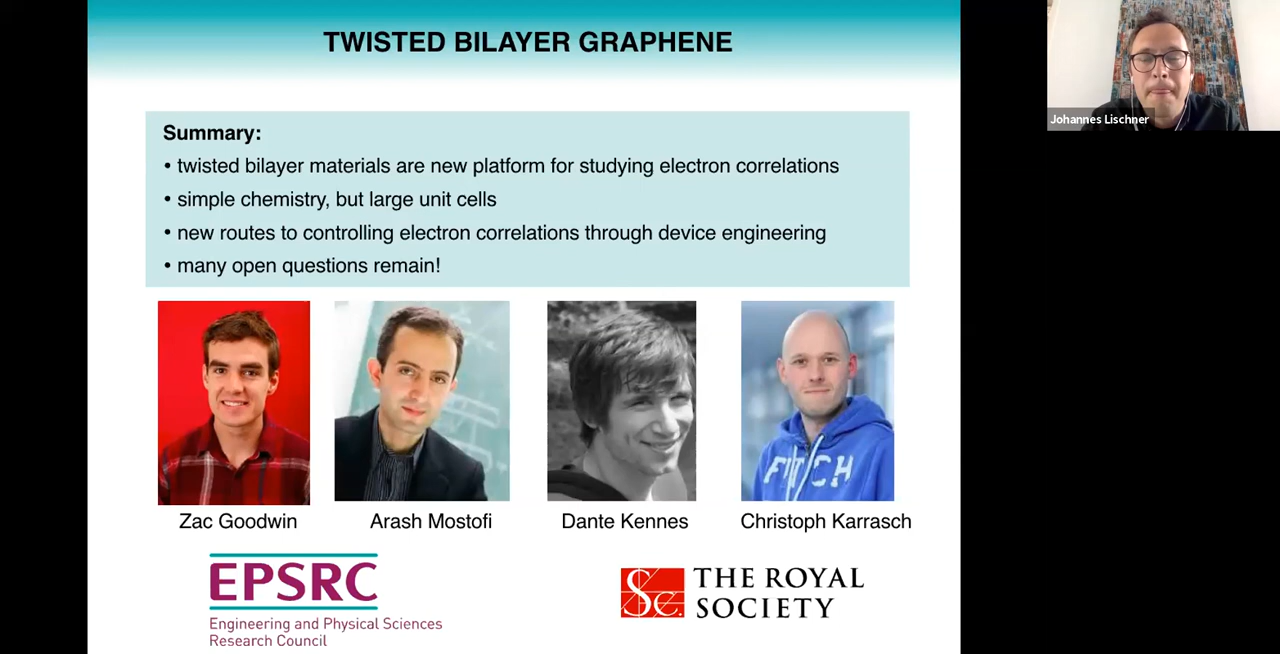 TWISTED BILAYER GRAPHENE
Johannes Lischner
Summary:
• twisted bilayer materials are new platform for studying electron correlations
• simple chemistry, but large unit cells
• new routes to controlling electron correlations through device engineering
• many open questions remain!
Zac Goodwin
Arash Mostofi
Dante Kennes
Christoph Karrasch
EPSRC
Engineering and Physical Sciences
Research Council
THE ROYAL
SOCIETY